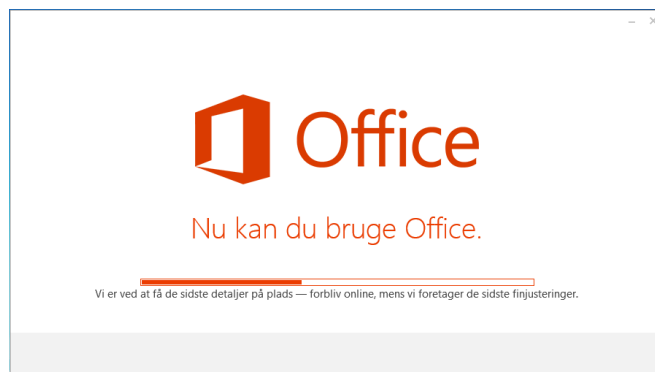 Office
Nu kan du bruge Office.
Vi er ved at få de sidste detaljer på plads — forbliv online, mens vi foretager de sidste finjusteringer.